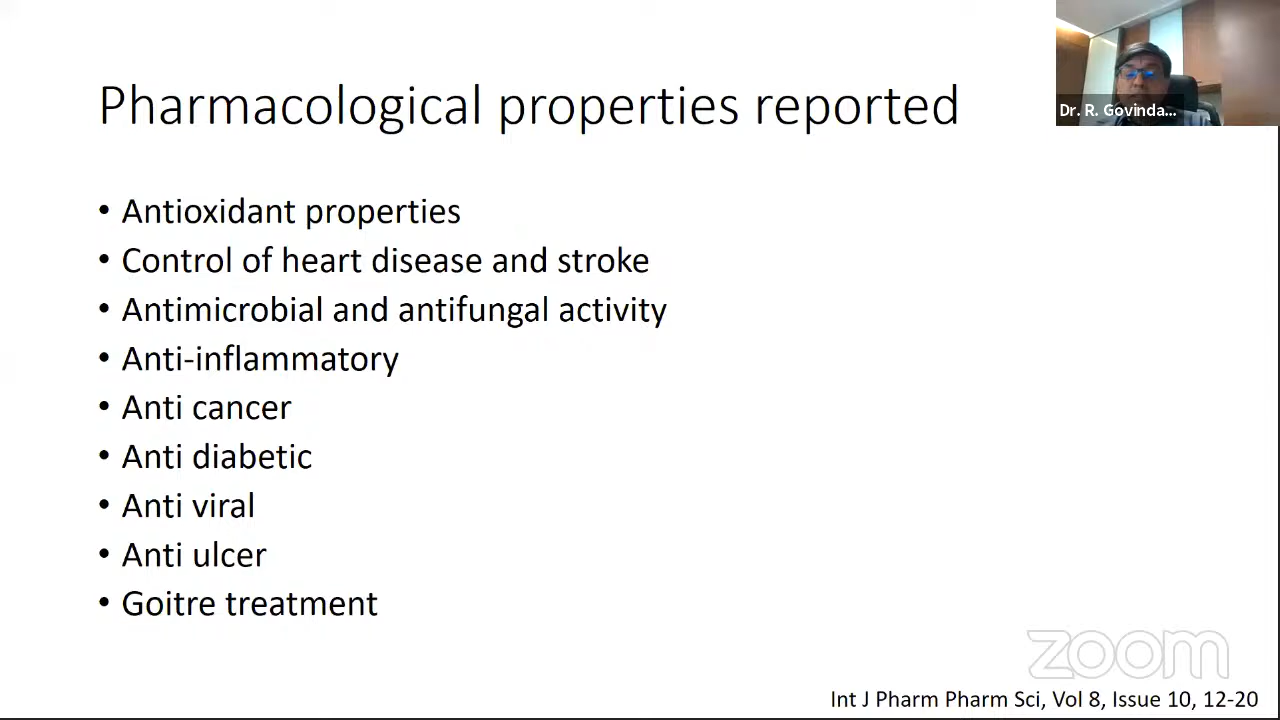 Pharmacological properties reported
Dr. R. Govinda...
• Antioxidant properties
• Control of heart disease and stroke
• Antimicrobial and antifungal activity
• Anti-inflammatory
• Anti cancer
• Anti diabetic
• Anti viral
• Anti ulcer
• Goitre treatment
zoom
Int J Pharm Pharm Sci, Vol 8, Issue 10, 12-20